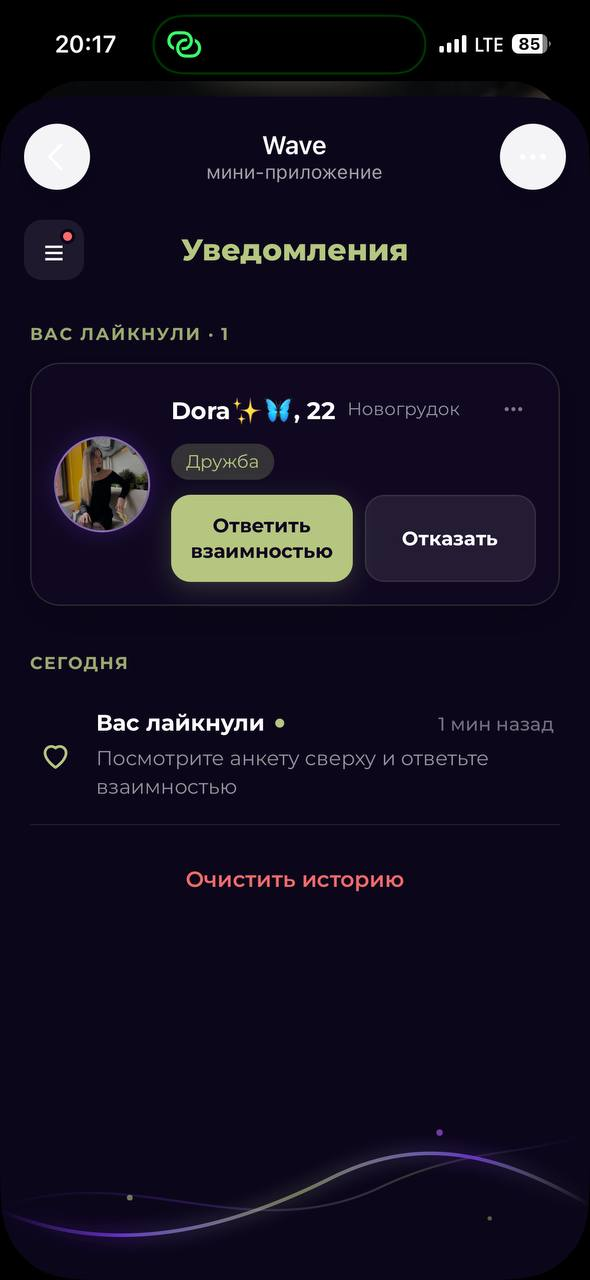 20:17
LTE 85
Wave
мини-приложение
Уведомления
ВАС ЛАЙКНУЛИ · 1
Dora✨🦋, 22 Новогрудок
Дружба
Ответить
взаимностью
Отказать
СЕГОДНЯ
Вас лайкнули
1 мин назад
Посмотрите анкету сверху и ответьте
взаимностью
Очистить историю